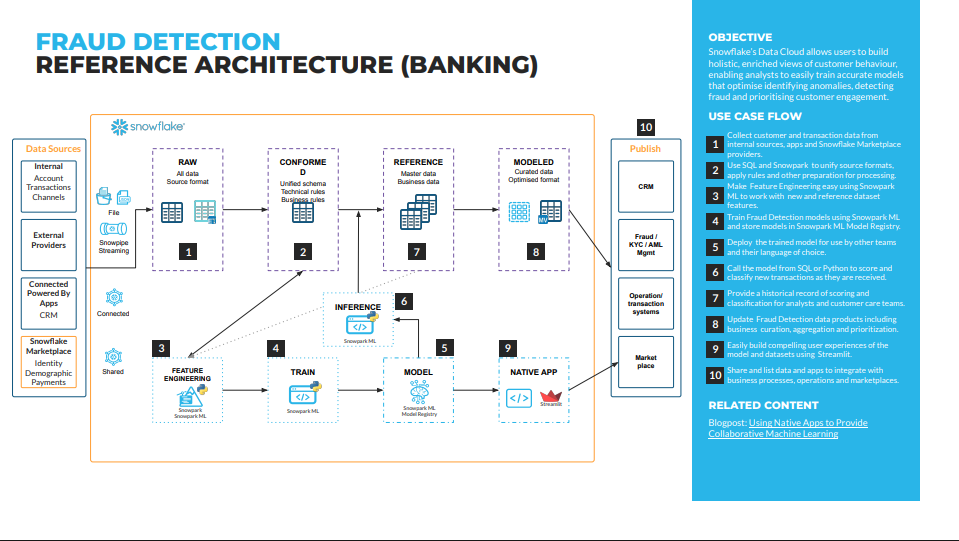 FRAUD DETECTION
REFERENCE ARCHITECTURE (BANKING)
snowflake®
Data Sources
Internal
Account
Transactions
Channels
External
Providers
Connected
Powered By
Apps
CRM
Snowflake
Marketplace
Identity
Demographic
Payments
File
Snowpipe
Streaming
Connected
Shared
RAW
All data
Source format
1
CONFORME
D
Unified schema
Technical rules
Business rules
2
REFERENCE
Master data
Business data
7
MODELED
Curated data
Optimised format
MV
8
INFERENCE
Snowpark ML
6
3
FEATURE
ENGINEERING
Snowpark
Snowpark ML
4
TRAIN
Snowpark ML
5
MODEL
Snowpark ML
Model Registry
9
NATIVE APP
Streamlit
10
Publish
CRM
Fraud /
KYC / AML
Mgmt
Operation/
transaction
systems
Market
place
OBJECTIVE
Snowflake's Data Cloud allows users to build
holistic, enriched views of customer behaviour,
enabling analysts to easily train accurate models
that optimise identifying anomalies, detecting
fraud and prioritising customer engagement.
USE CASE FLOW
1 Collect customer and transaction data from
internal sources, apps and Snowflake Marketplace
providers.
2 Use SQL and Snowpark to unify source formats,
apply rules and other preparation for processing.
3 Make Feature Engineering easy using Snowpark
ML to work with new and reference dataset
features.
4 Train Fraud Detection models using Snowpark ML
and store models in Snowpark ML Model Registry.
5 Deploy the trained model for use by other teams
and their language of choice.
6 Call the model from SQL or Python to score and
classify new transactions as they are received.
7 Provide a historical record of scoring and
classification for analysts and customer care teams.
8 Update Fraud Detection data products including
business curation, aggregation and prioritization.
9 Easily build compelling user experiences of the
model and datasets using Streamlit.
10 Share and list data and apps to integrate with
business processes, operations and marketplaces.
RELATED CONTENT
Blogpost: Using Native Apps to Provide
Collaborative Machine Learning